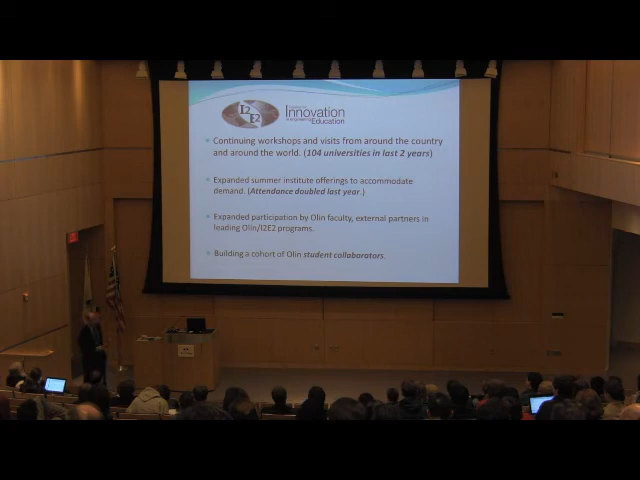 I2
E2
Innovation
Education
Continuing workshops and visits from around the country
and around the world. (104 universities in last 2 years)
Expanded summer institute offerings to accommodate
demand. (Attendance doubled last year.)
Expanded participation by Olin faculty, external partners in
leading Olin/I2E2 programs.
Building a cohort of Olin student collaborators.